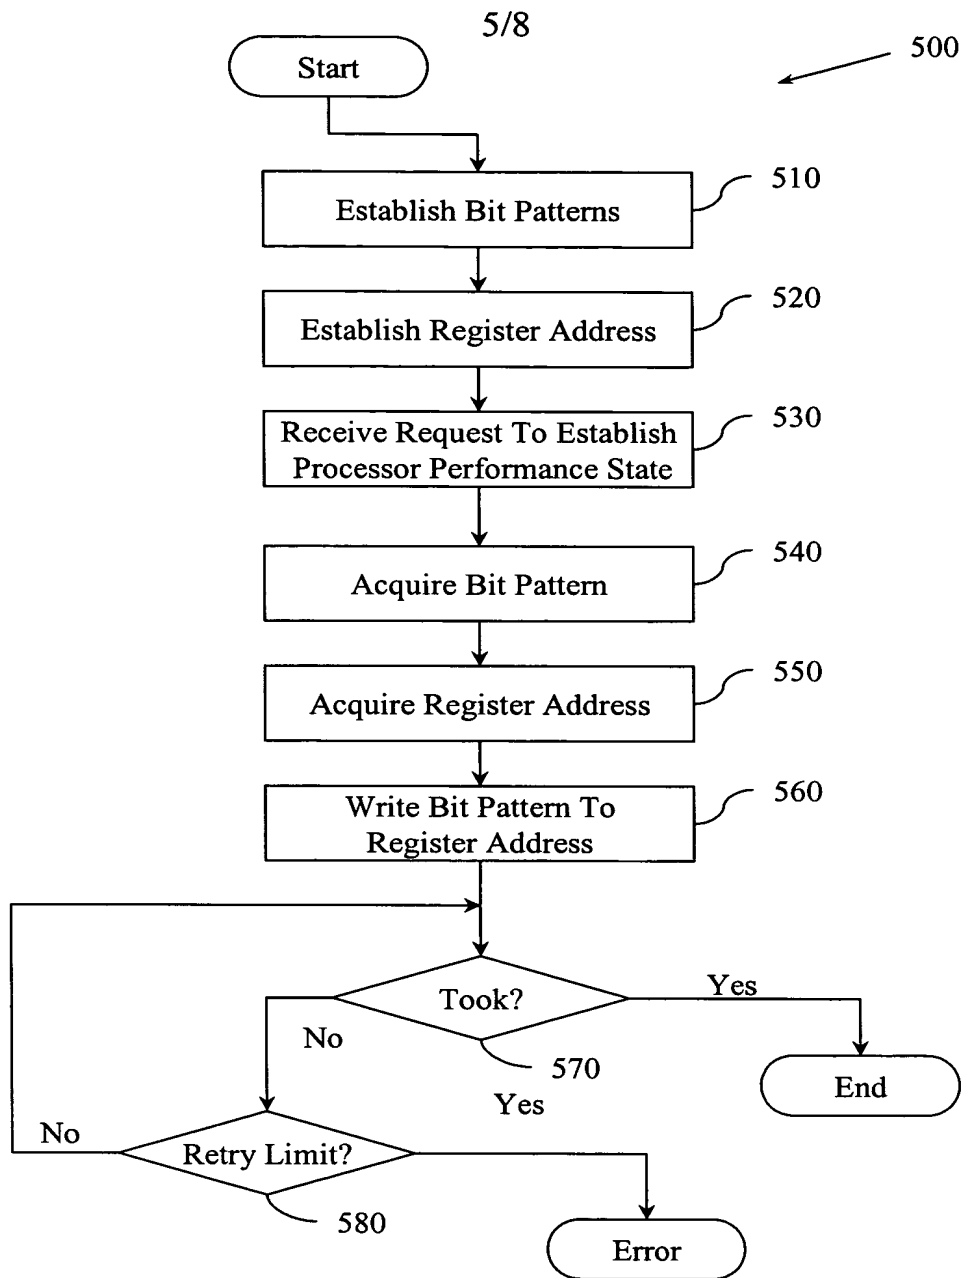 5/8
500
Start
510
Establish Bit Patterns
520
Establish Register Address
530
Receive Request To Establish
Processor Performance State
540
Acquire Bit Pattern
550
Acquire Register Address
560
Write Bit Pattern To
Register Address
Took?
Yes
No
570
End
Yes
No
Retry Limit?
580
Error